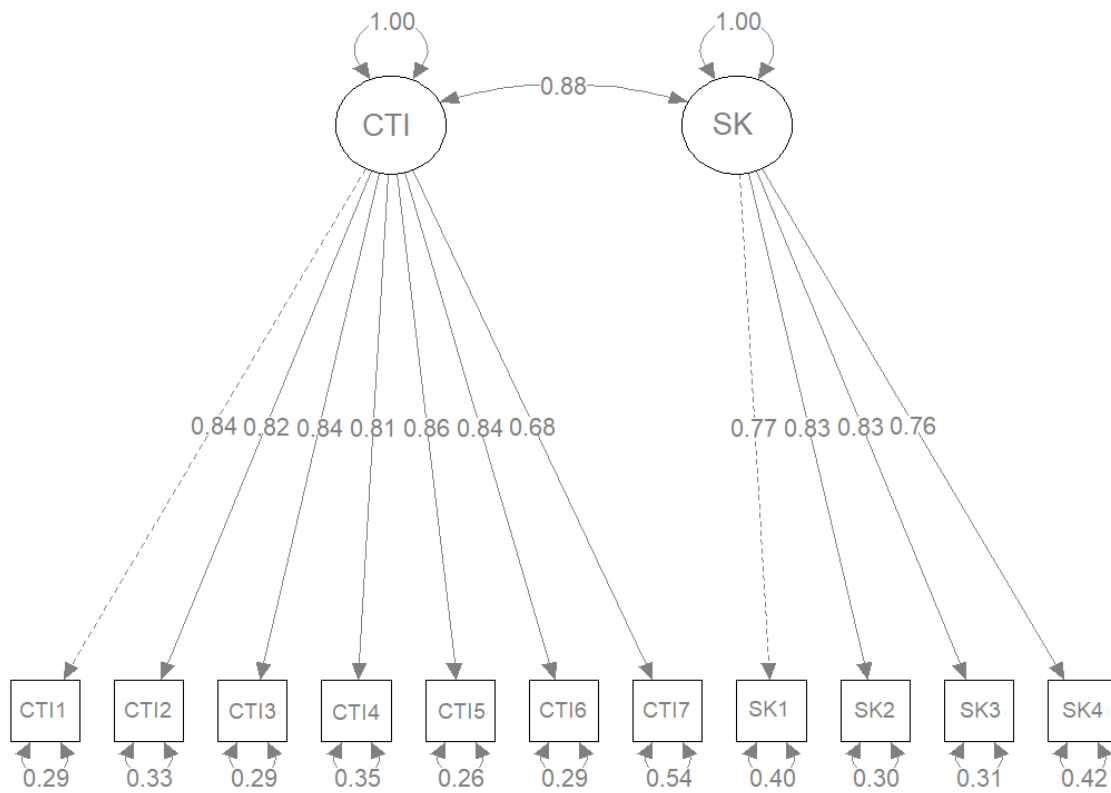 1.00 1.00
0.88
CTI SK
0.84 0.82 0.84 0.81 0.86 0.84 0.68 0.77 0.83 0.83 0.76
CTI1 CTI2 CTI3 CTI4 CTI5 CTI6 CTI7 SK1 SK2 SK3 SK4
0.29 0.33 0.29 0.35 0.26 0.29 0.54 0.40 0.30 0.31 0.42